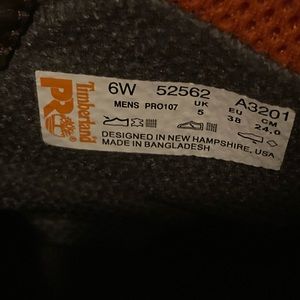 Timberland
PRO
6W 52562 A3201
MENS PRO107 UK EU CM
5 38 24.0
DESIGNED IN NEW HAMPSHIRE, USA
MADE IN BANGLADESH